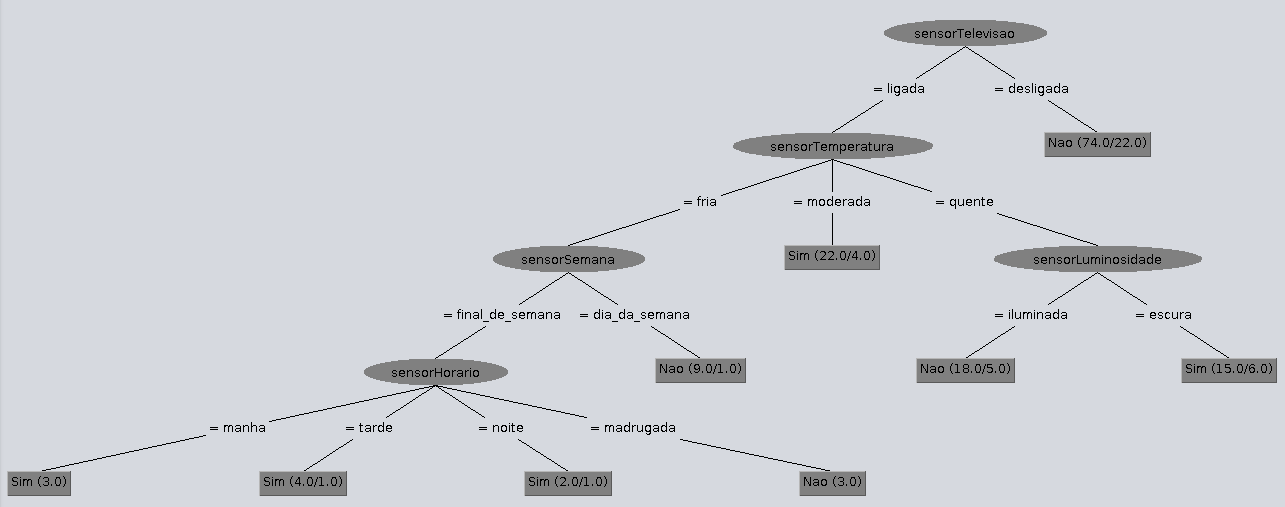 sensorTelevisao
= ligada
= desligada
sensorTemperatura
Nao (74.0/22.0)
= fria
= moderada
= quente
sensorSemana
Sim (22.0/4.0)
sensorLuminosidade
= final_de_semana
= dia_da_semana
= iluminada
= escura
sensorHorario
Nao (9.0/1.0)
Nao (18.0/5.0)
Sim (15.0/6.0)
= manha
= tarde
= noite
= madrugada
Sim (3.0)
Sim (4.0/1.0)
Sim (2.0/1.0)
Nao (3.0)